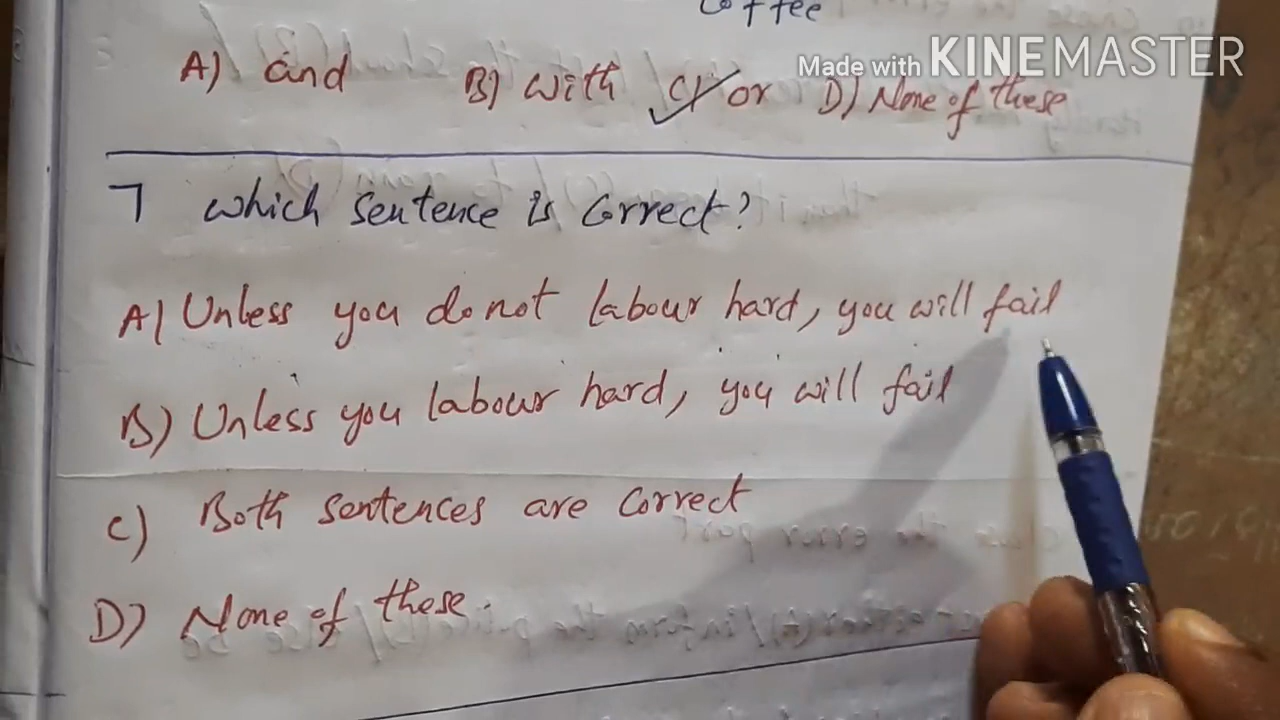 coffee
Made with KINEMASTER
A) and B) with C) or D) None of these
7 which sentence is correct?
A) Unless you do not labour hard, you will fail
B) Unless you labour hard, you will fail
C) Both sentences are correct
D) None of these.